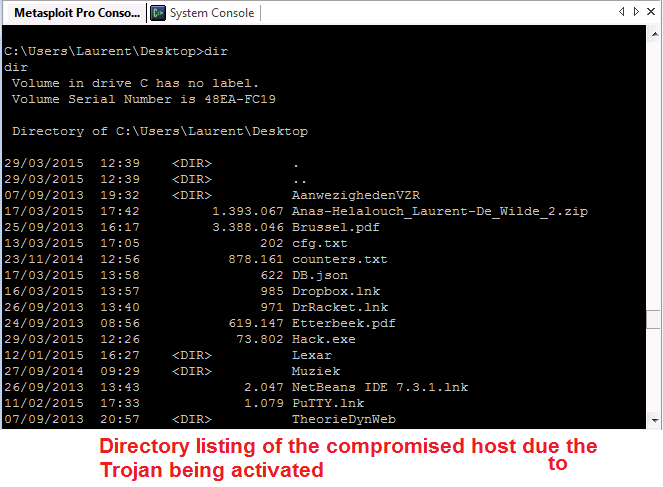 Metasploit Pro Conso... System Console
C:\Users\Laurent\Desktop>dir
dir
 Volume in drive C has no label.
 Volume Serial Number is 48EA-FC19
 Directory of C:\Users\Laurent\Desktop
29/03/2015  12:39    <DIR>          .
29/03/2015  12:39    <DIR>          ..
07/09/2013  19:32    <DIR>          AanwezighedenVZR
17/03/2015  17:42         1.393.067 Anas-Helalouch_Laurent-De_Wilde_2.zip
25/09/2013  16:17         3.388.046 Brussel.pdf
13/03/2015  17:05               202 cfg.txt
23/11/2014  12:56           878.161 counters.txt
17/03/2015  13:58               622 DB.json
16/03/2015  13:57               985 Dropbox.lnk
26/09/2013  13:40               971 DrRacket.lnk
24/09/2013  08:56           619.147 Etterbeek.pdf
29/03/2015  12:26            73.802 Hack.exe
12/01/2015  16:27    <DIR>          Lexar
27/09/2014  09:29    <DIR>          Muziek
26/09/2013  13:43             2.047 NetBeans IDE 7.3.1.lnk
11/02/2015  17:33             1.079 PuTTY.lnk
07/09/2013  20:57    <DIR>          TheorieDynWeb
Directory listing of the compromised host due the
Trojan being activated to